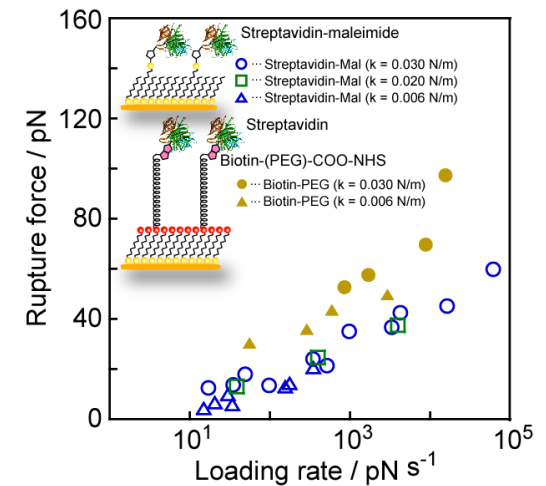 160
120
80
40
0
Rupture force / pN
Streptavidin-maleimide
··· Streptavidin-Mal (k = 0.030 N/m)
··· Streptavidin-Mal (k = 0.020 N/m)
··· Streptavidin-Mal (k = 0.006 N/m)
Streptavidin
Biotin-(PEG)-COO-NHS
··· Biotin-PEG (k = 0.030 N/m)
··· Biotin-PEG (k = 0.006 N/m)
10¹ 10³ 10⁵
Loading rate / pN s⁻¹